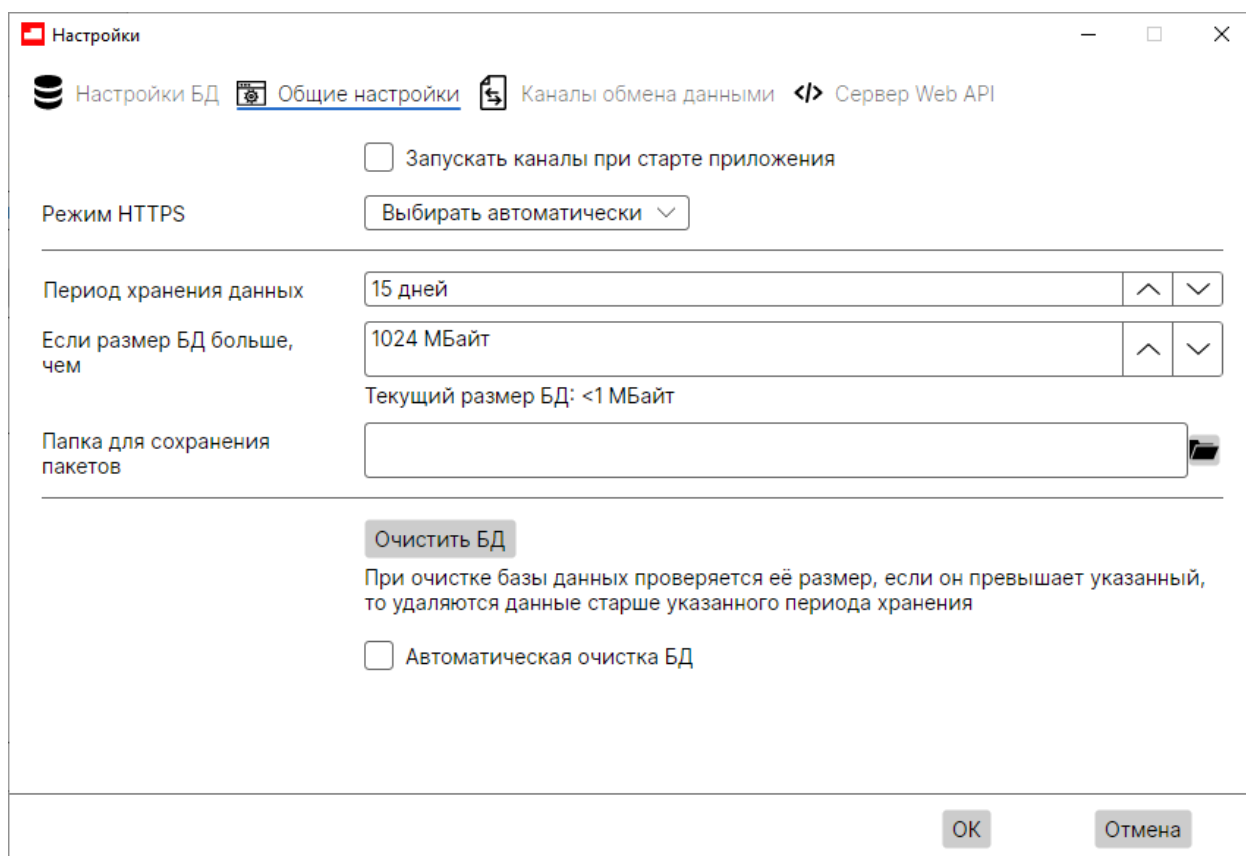 Настройки
Настройки БД Общие настройки Каналы обмена данными Сервер Web API
Запускать каналы при старте приложения
Режим HTTPS Выбирать автоматически
Период хранения данных 15 дней
Если размер БД больше,
чем
1024 МБайт
Текущий размер БД: <1 МБайт
Папка для сохранения
пакетов
Очистить БД
При очистке базы данных проверяется её размер, если он превышает указанный,
то удаляются данные старше указанного периода хранения
Автоматическая очистка БД
ОК Отмена